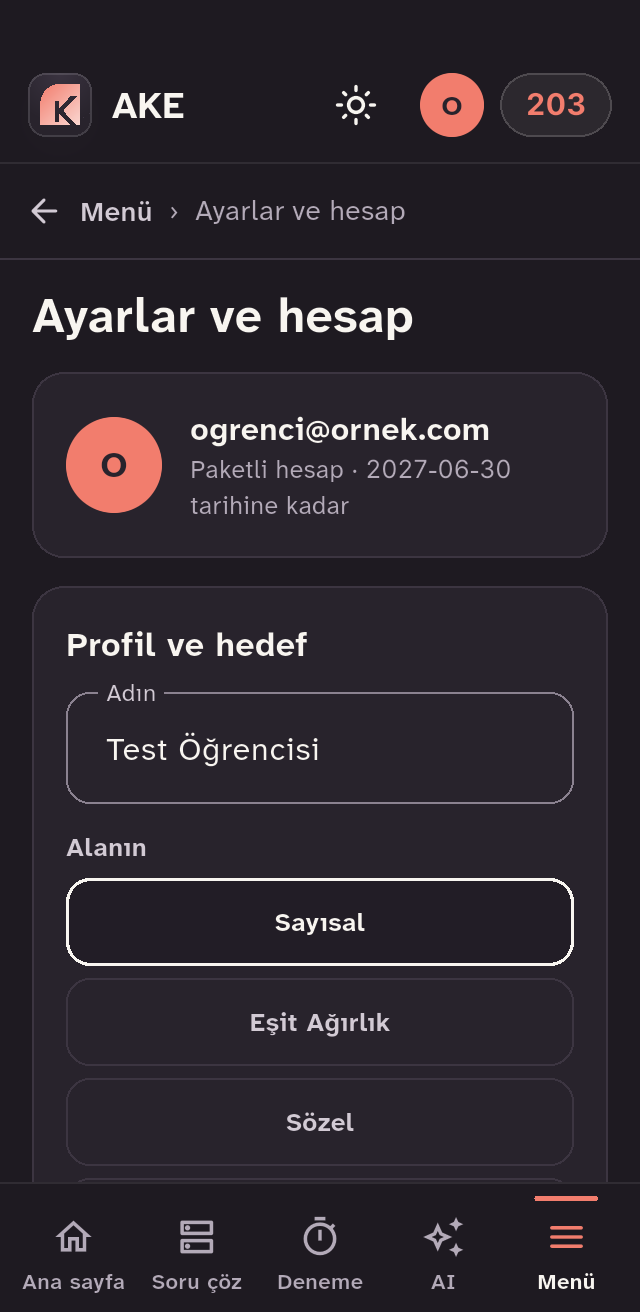 K AKE
O 203
Menü › Ayarlar ve hesap
Ayarlar ve hesap
O
ogrenci@ornek.com
Paketli hesap · 2027-06-30
tarihine kadar
Profil ve hedef
Adın
Test Öğrencisi
Alanın
Sayısal
Eşit Ağırlık
Sözel
Ana sayfa Soru çöz Deneme AI Menü